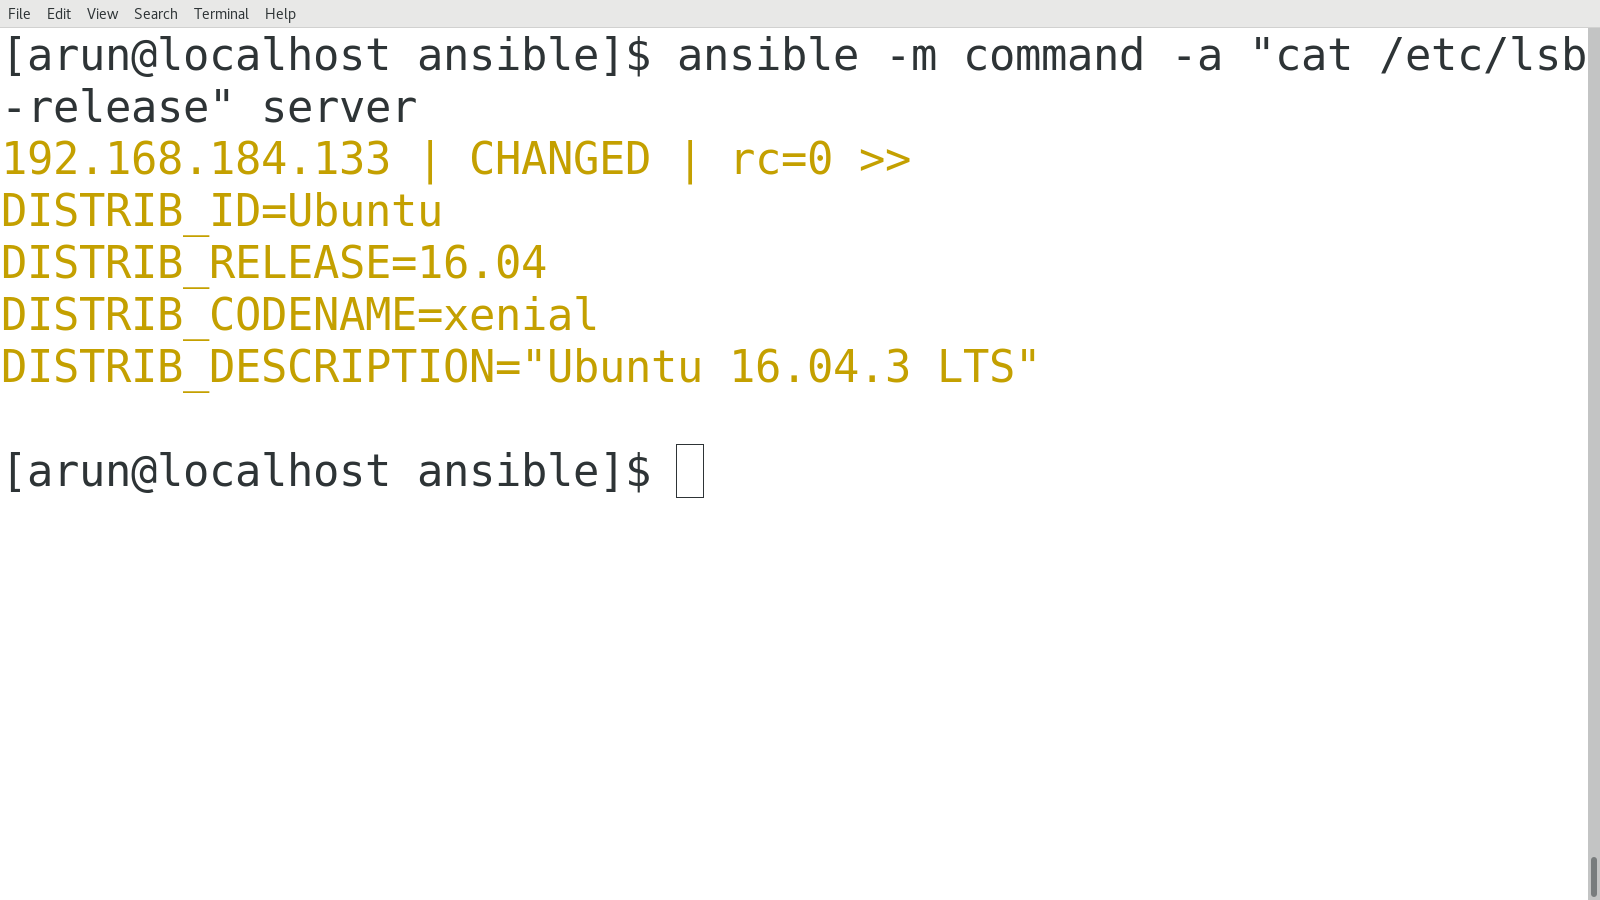 File Edit View Search Terminal Help
[arun@localhost ansible]$ ansible -m command -a "cat /etc/lsb
-release" server
192.168.184.133 | CHANGED | rc=0 >>
DISTRIB_ID=Ubuntu
DISTRIB_RELEASE=16.04
DISTRIB_CODENAME=xenial
DISTRIB_DESCRIPTION="Ubuntu 16.04.3 LTS"
[arun@localhost ansible]$